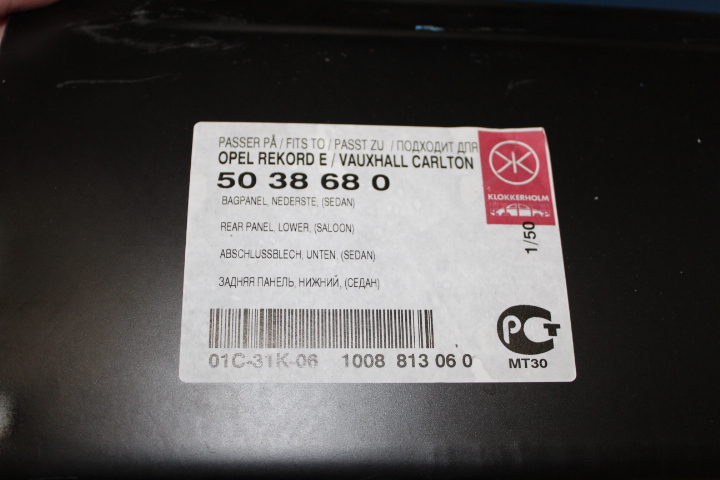 PASSER PÅ / FITS TO / PASST ZU / ПОДХОДИТ ДЛЯ
OPEL REKORD E / VAUXHALL CARLTON
50 38 68 0
KLOKKERHOLM
BAGPANEL, NEDERSTE, (SEDAN)
REAR PANEL, LOWER, (SALOON)
ABSCHLUSSBLECH, UNTEN, (SEDAN)
ЗАДНЯЯ ПАНЕЛЬ, НИЖНИЙ, (СЕДАН)
1/50
01C-31K-06 1008 813 06 0
РСТ
MT30